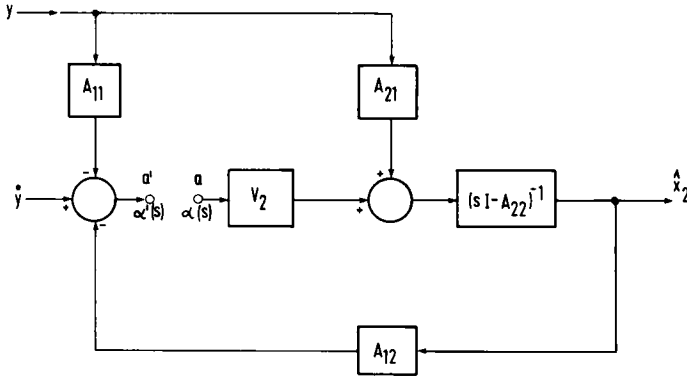 y
A₁₁
A₂₁
- +
a' a
ẏ + α'(s) α(s) V₂ + (sI-A₂₂)⁻¹ x̂₂
-
A₁₂